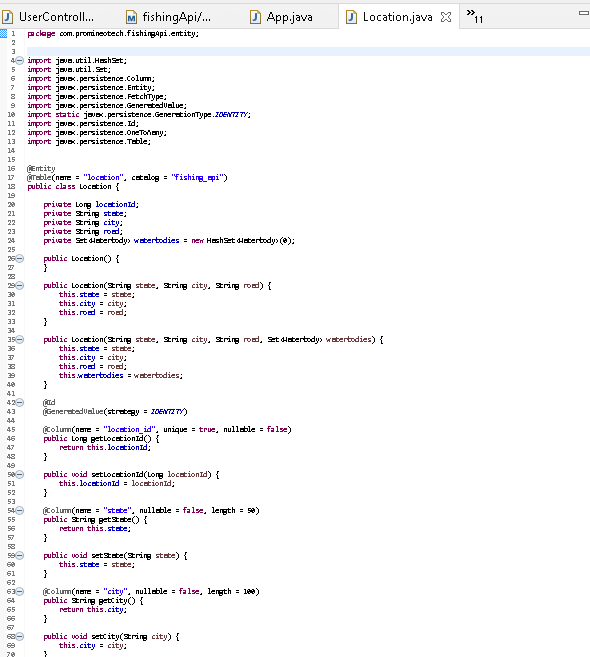 UserControll... fishingApi/... App.java Location.java »11
1 package com.promineotech.fishingApi.entity;
2
3
4 import java.util.HashSet;
5 import java.util.Set;
6 import javax.persistence.Column;
7 import javax.persistence.Entity;
8 import javax.persistence.FetchType;
9 import javax.persistence.GeneratedValue;
10 import static javax.persistence.GenerationType.IDENTITY;
11 import javax.persistence.Id;
12 import javax.persistence.OneToMany;
13 import javax.persistence.Table;
14
15
16 @Entity
17 @Table(name = "location", catalog = "fishing_api")
18 public class Location {
19
20 private Long locationId;
21 private String state;
22 private String city;
23 private String road;
24 private Set<Waterbody> waterbodies = new HashSet<Waterbody>(0);
25
26 public Location() {
27 }
28
29 public Location(String state, String city, String road) {
30 this.state = state;
31 this.city = city;
32 this.road = road;
33 }
34
35 public Location(String state, String city, String road, Set<Waterbody> waterbodies) {
36 this.state = state;
37 this.city = city;
38 this.road = road;
39 this.waterbodies = waterbodies;
40 }
41
42 @Id
43 @GeneratedValue(strategy = IDENTITY)
44
45 @Column(name = "location_id", unique = true, nullable = false)
46 public Long getLocationId() {
47 return this.locationId;
48 }
49
50 public void setLocationId(Long locationId) {
51 this.locationId = locationId;
52 }
53
54 @Column(name = "state", nullable = false, length = 50)
55 public String getState() {
56 return this.state;
57 }
58
59 public void setState(String state) {
60 this.state = state;
61 }
62
63 @Column(name = "city", nullable = false, length = 100)
64 public String getCity() {
65 return this.city;
66 }
67
68 public void setCity(String city) {
69 this.city = city;
70 }